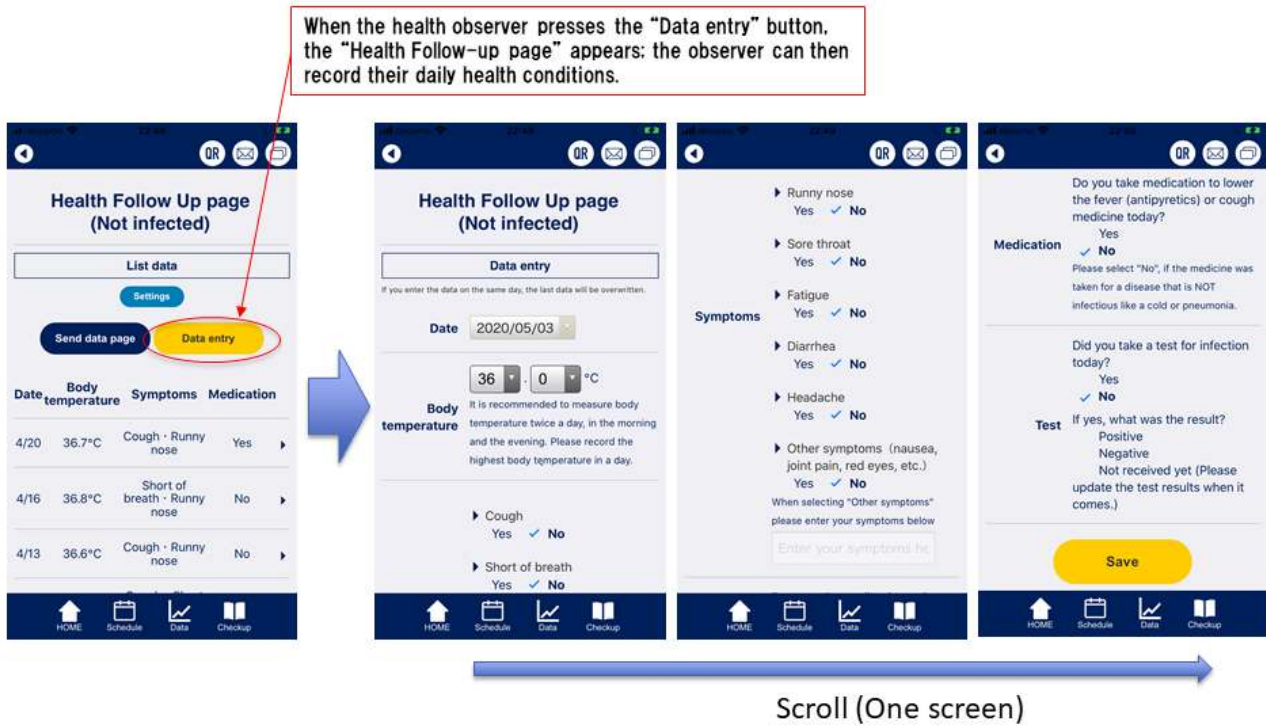 When the health observer presses the “Data entry” button,
the “Health Follow-up page” appears; the observer can then
record their daily health conditions.
QR
Health Follow Up page
(Not infected)
List data
Settings
Send data page
Data entry
Date
Body
temperature
Symptoms
Medication
4/20
36.7°C
Cough・Runny
nose
Yes
4/16
36.8°C
Short of
breath・Runny
nose
No
4/13
36.6°C
Cough・Runny
nose
No
HOME
Schedule
Data
Checkup
QR
Health Follow Up page
(Not infected)
Data entry
If you enter the data on the same day, the last data will be overwritten.
Date
2020/05/03
Body
temperature
36 . 0 °C
It is recommended to measure body
temperature twice a day, in the morning
and the evening. Please record the
highest body temperature in a day.
Cough
Yes ✓ No
Short of breath
Yes ✓ No
HOME
Schedule
Data
Checkup
QR
Symptoms
Runny nose
Yes ✓ No
Sore throat
Yes ✓ No
Fatigue
Yes ✓ No
Diarrhea
Yes ✓ No
Headache
Yes ✓ No
Other symptoms (nausea,
joint pain, red eyes, etc.)
Yes ✓ No
When selecting "Other symptoms"
please enter your symptoms below
Enter your symptoms he
HOME
Schedule
Data
Checkup
QR
Medication
Do you take medication to lower
the fever (antipyretics) or cough
medicine today?
Yes
✓ No
Please select "No", if the medicine was
taken for a disease that is NOT
infectious like a cold or pneumonia.
Test
Did you take a test for infection
today?
Yes
✓ No
If yes, what was the result?
Positive
Negative
Not received yet (Please
update the test results when it
comes.)
Save
HOME
Schedule
Data
Checkup
Scroll (One screen)